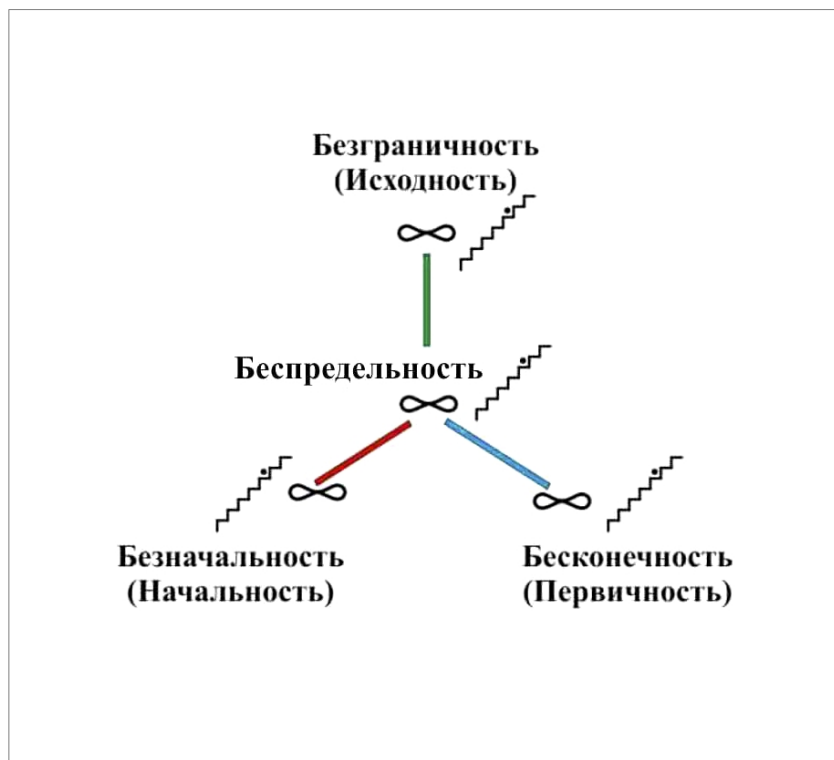 Безграничность
(Исходность)
Беспредельность
Безначальность
(Начальность)
Бесконечность
(Первичность)